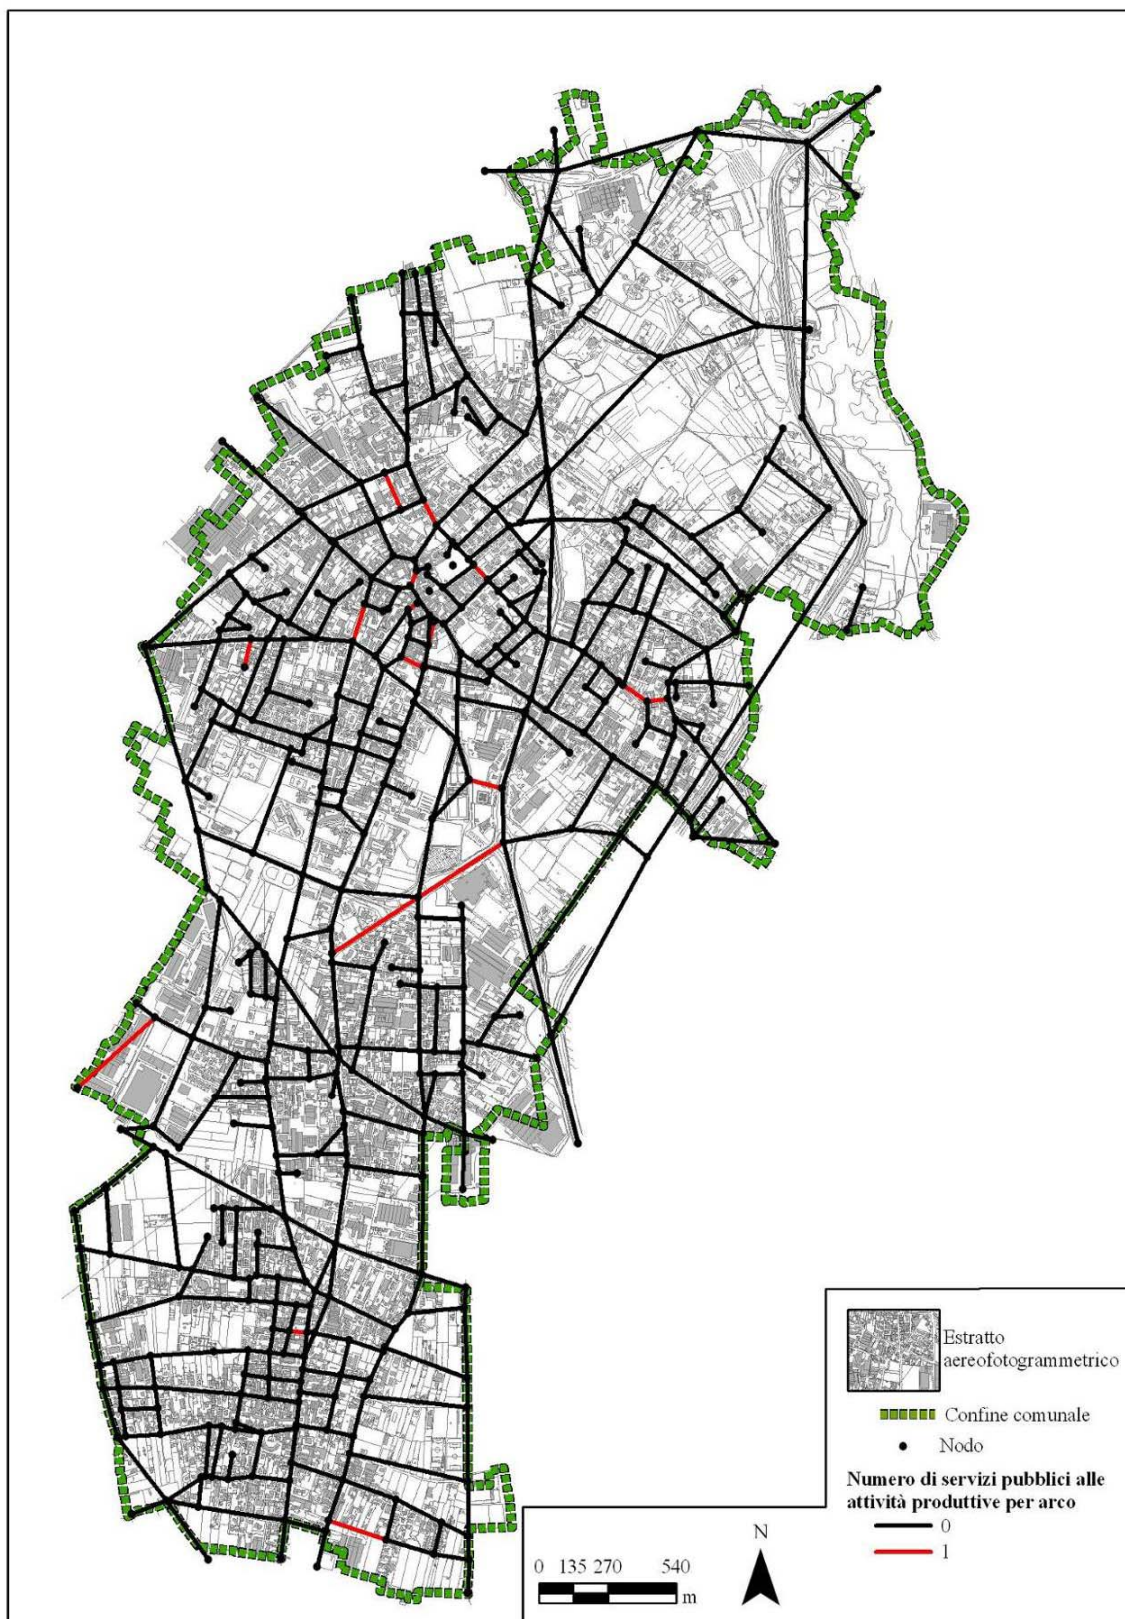 Estratto
aereofotogrammetrico
Confine comunale
Nodo
Numero di servizi pubblici alle
attività produttive per arco
0
1
N
0 135 270 540
m